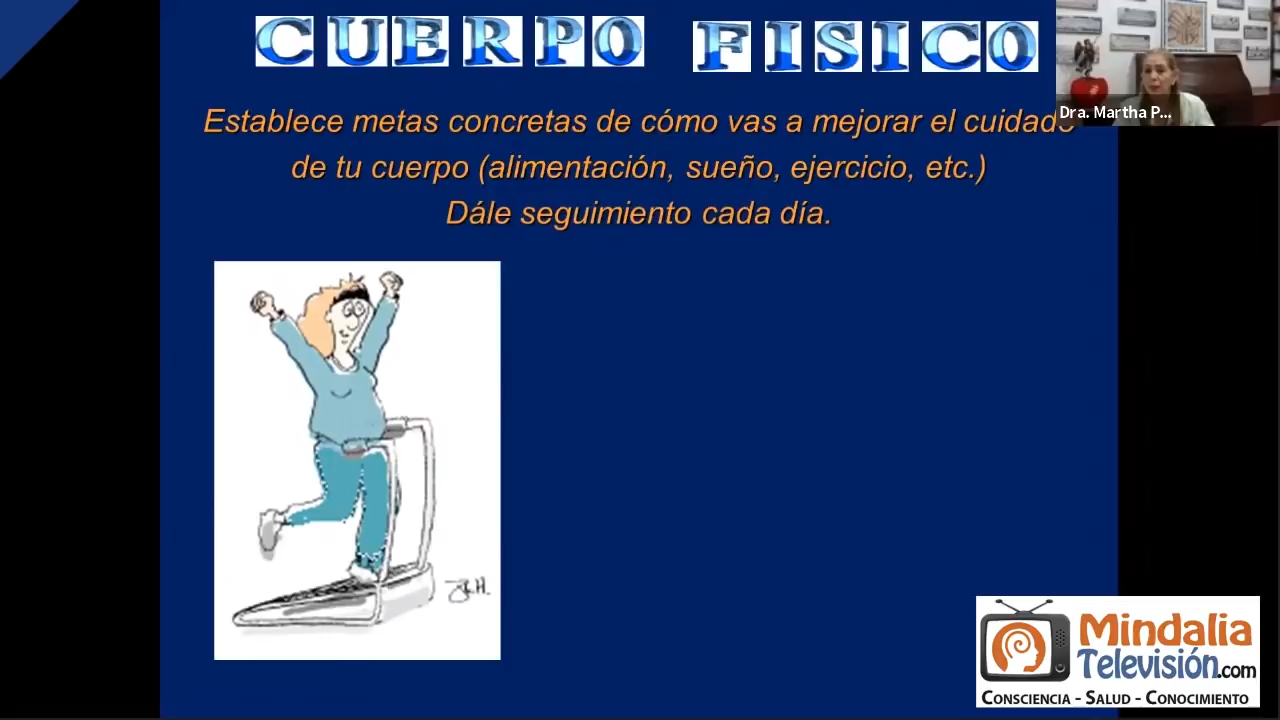 CUERPO FISICO
Dra. Martha P...
Establece metas concretas de cómo vas a mejorar el cuidado
de tu cuerpo (alimentación, sueño, ejercicio, etc.)
Dále seguimiento cada día.
Mindalia
Televisión.com
CONSCIENCIA - SALUD - CONOCIMIENTO